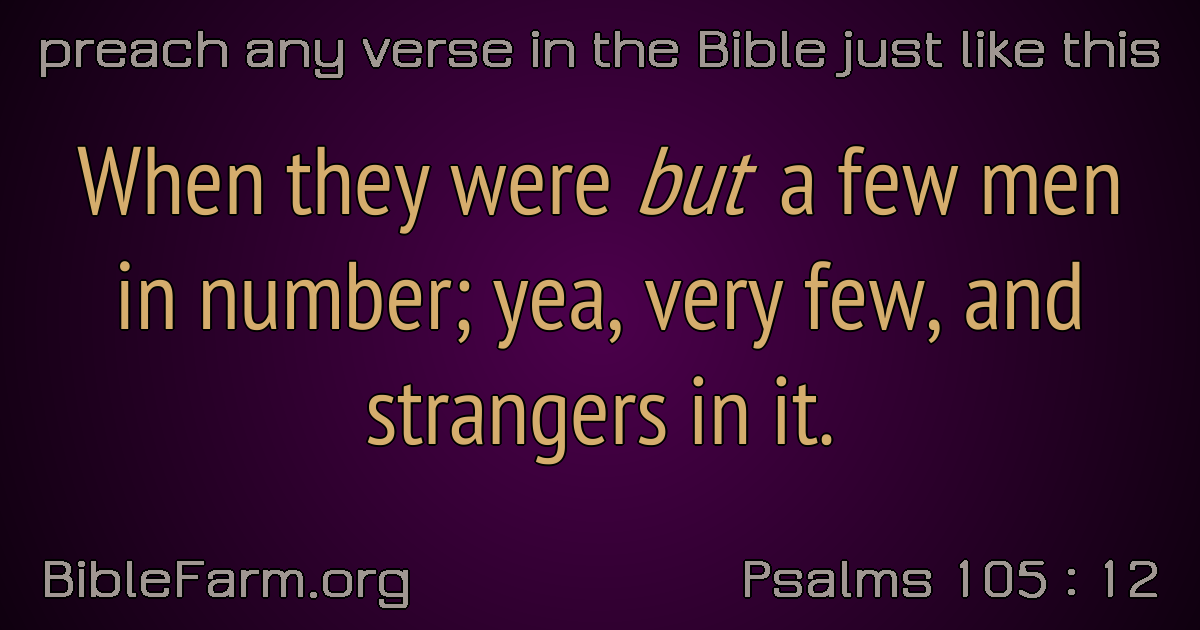 preach any verse in the Bible just like this
When they were but a few men
in number; yea, very few, and
strangers in it.
BibleFarm.org
Psalms 105 : 12